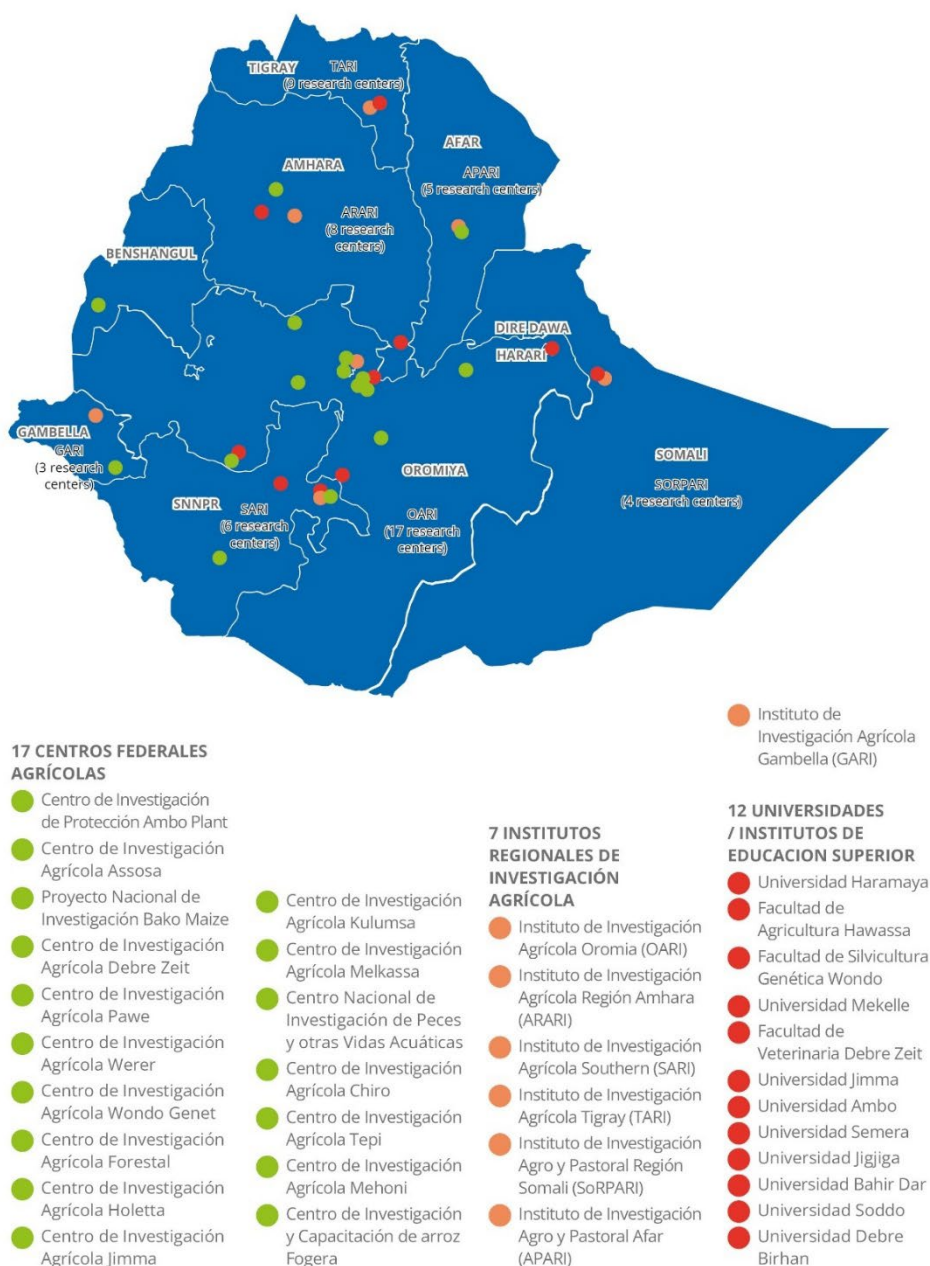 TIGRAY
TARI
(9 research centers)
AFAR
APARI
(5 research centers)
AMHARA
ARARI
(8 research
centers)
BENSHANGUL
DIRE DAWA
HARARI
GAMBELLA
GARI
(3 research
centers)
SNNPR
SARI
(6 research
centers)
OROMIYA
OARI
(17 research
centers)
SOMALI
SORPARI
(4 research centers)
17 CENTROS FEDERALES
AGRÍCOLAS
Centro de Investigación
de Protección Ambo Plant
Centro de Investigación
Agrícola Assosa
Proyecto Nacional de
Investigación Bako Maize
Centro de Investigación
Agrícola Debre Zeit
Centro de Investigación
Agrícola Pawe
Centro de Investigación
Agrícola Werer
Centro de Investigación
Agrícola Wondo Genet
Centro de Investigación
Agrícola Forestal
Centro de Investigación
Agrícola Holetta
Centro de Investigación
Agrícola Jimma
Centro de Investigación
Agrícola Kulumsa
Centro de Investigación
Agrícola Melkassa
Centro Nacional de
Investigación de Peces
y otras Vidas Acuáticas
Centro de Investigación
Agrícola Chiro
Centro de Investigación
Agrícola Tepi
Centro de Investigación
Agrícola Mehoni
Centro de Investigación
y Capacitación de arroz
Fogera
7 INSTITUTOS
REGIONALES DE
INVESTIGACIÓN
AGRÍCOLA
Instituto de Investigación
Agrícola Oromia (OARI)
Instituto de Investigación
Agrícola Región Amhara
(ARARI)
Instituto de Investigación
Agrícola Southern (SARI)
Instituto de Investigación
Agrícola Tigray (TARI)
Instituto de Investigación
Agro y Pastoral Región
Somali (SoRPARI)
Instituto de Investigación
Agro y Pastoral Afar
(APARI)
Instituto de
Investigación Agrícola
Gambella (GARI)
12 UNIVERSIDADES
/ INSTITUTOS DE
EDUCACION SUPERIOR
Universidad Haramaya
Facultad de
Agricultura Hawassa
Facultad de Silvicultura
Genética Wondo
Universidad Mekelle
Facultad de
Veterinaria Debre Zeit
Universidad Jimma
Universidad Ambo
Universidad Semera
Universidad Jigjiga
Universidad Bahir Dar
Universidad Soddo
Universidad Debre
Birhan